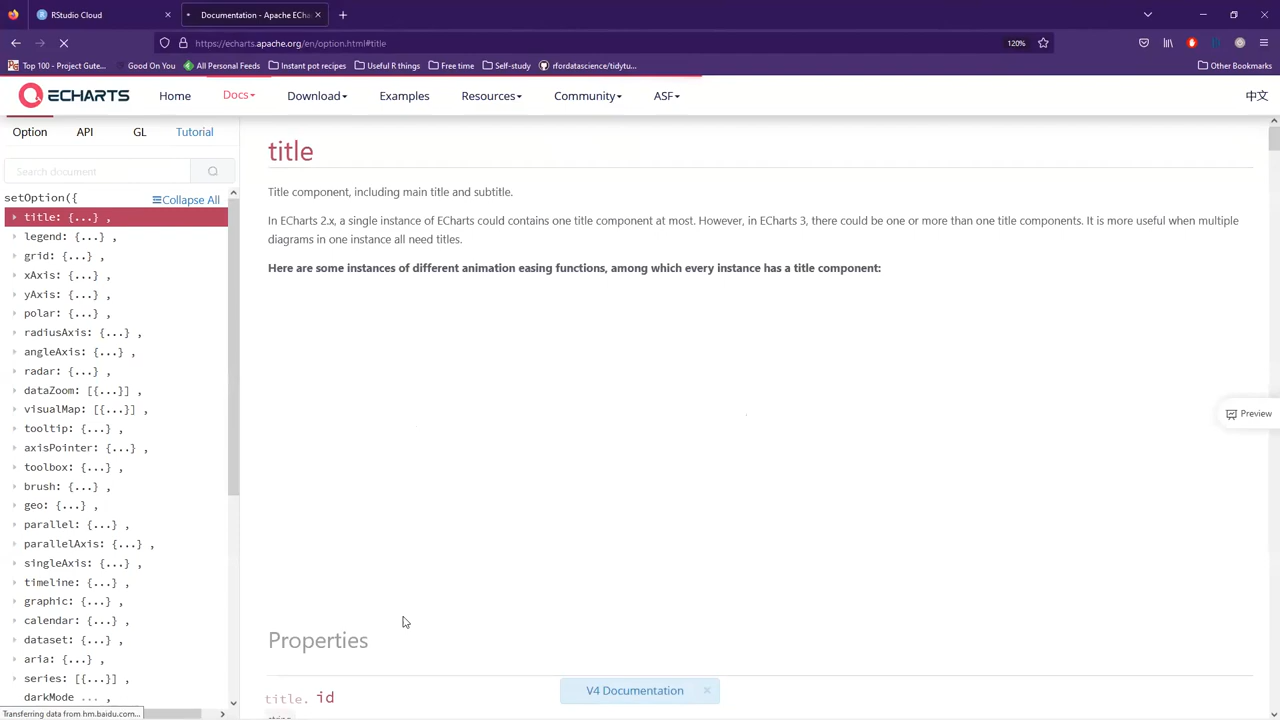 RStudio Cloud ×
Documentation - Apache ECha ×
+
https://echarts.apache.org/en/option.html#title
120%
Top 100 - Project Gute...
Good On You
All Personal Feeds
Instant pot recipes
Useful R things
Free time
Self-study
rfordatascience/tidytu...
Other Bookmarks
ECHARTS
Home
Docs
Download
Examples
Resources
Community
ASF
中文
Option
API
GL
Tutorial
Search document
setOption({
Collapse All
title: {...} ,
legend: {...} ,
grid: {...} ,
xAxis: {...} ,
yAxis: {...} ,
polar: {...} ,
radiusAxis: {...} ,
angleAxis: {...} ,
radar: {...} ,
dataZoom: [{...}] ,
visualMap: [{...}] ,
tooltip: {...} ,
axisPointer: {...} ,
toolbox: {...} ,
brush: {...} ,
geo: {...} ,
parallel: {...} ,
parallelAxis: {...} ,
singleAxis: {...} ,
timeline: {...} ,
graphic: {...} ,
calendar: {...} ,
dataset: {...} ,
aria: {...} ,
series: [{...}] ,
darkMode ... ,
Transferring data from hm.baidu.com...
title
Title component, including main title and subtitle.
In ECharts 2.x, a single instance of ECharts could contains one title component at most. However, in ECharts 3, there could be one or more than one title components. It is more useful when multiple
diagrams in one instance all need titles.
Here are some instances of different animation easing functions, among which every instance has a title component:
Preview
Properties
title. id
V4 Documentation ×